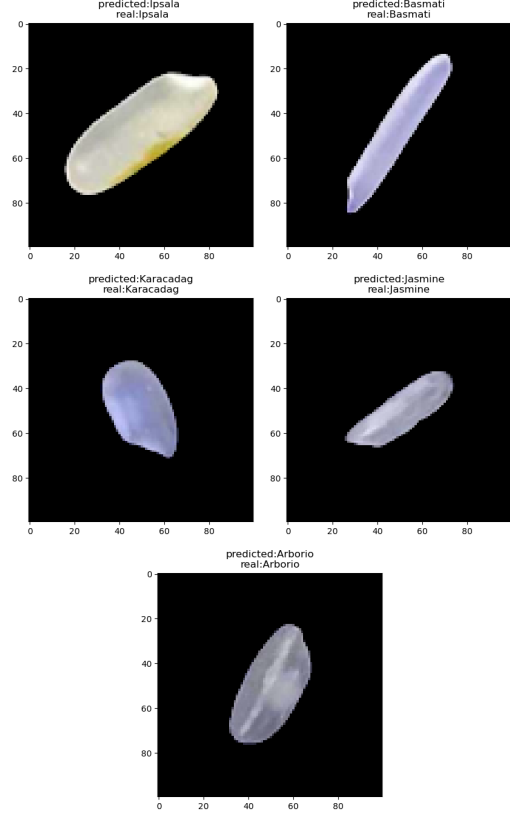 predicted:Ipsala
real:Ipsala
0
20
40
60
80
0 20 40 60 80
predicted:Basmati
real:Basmati
0
20
40
60
80
0 20 40 60 80
predicted:Karacadag
real:Karacadag
0
20
40
60
80
0 20 40 60 80
predicted:Jasmine
real:Jasmine
0
20
40
60
80
0 20 40 60 80
predicted:Arborio
real:Arborio
0
20
40
60
80
0 20 40 60 80